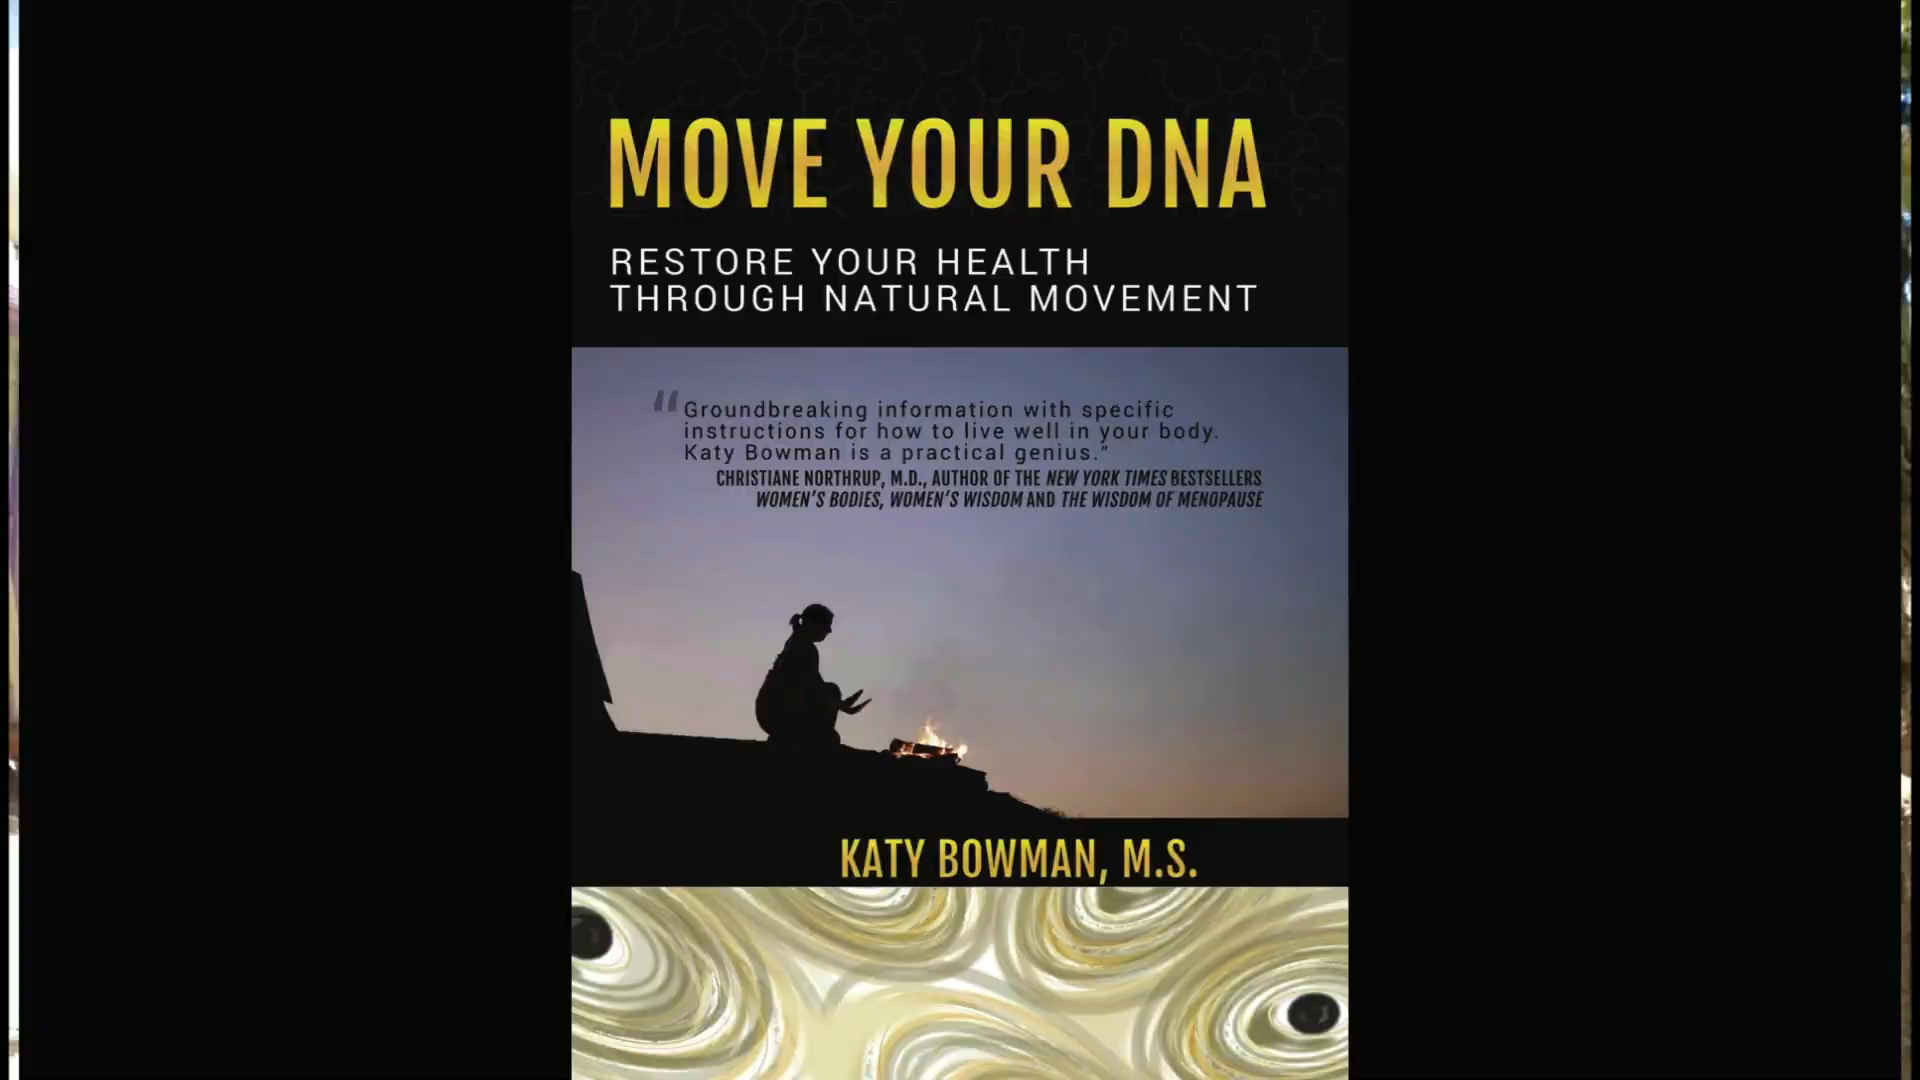 MOVE YOUR DNA
RESTORE YOUR HEALTH
THROUGH NATURAL MOVEMENT
“Groundbreaking information with specific
instructions for how to live well in your body.
Katy Bowman is a practical genius.”
CHRISTIANE NORTHRUP, M.D., AUTHOR OF THE NEW YORK TIMES BESTSELLERS
WOMEN'S BODIES, WOMEN'S WISDOM AND THE WISDOM OF MENOPAUSE
KATY BOWMAN, M.S.